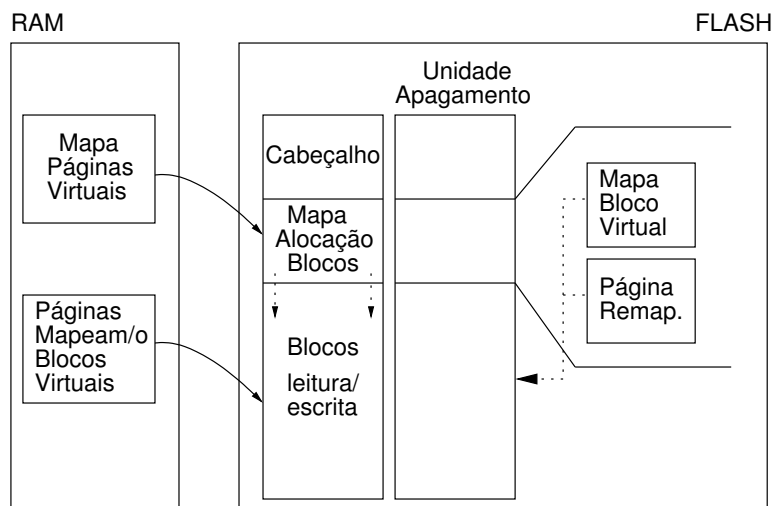 RAM
FLASH
Unidade
Apagamento
Mapa
Páginas
Virtuais
Cabeçalho
Mapa
Alocação
Blocos
Mapa
Bloco
Virtual
Página
Remap.
Páginas
Mapeam/o
Blocos
Virtuais
Blocos
leitura/
escrita